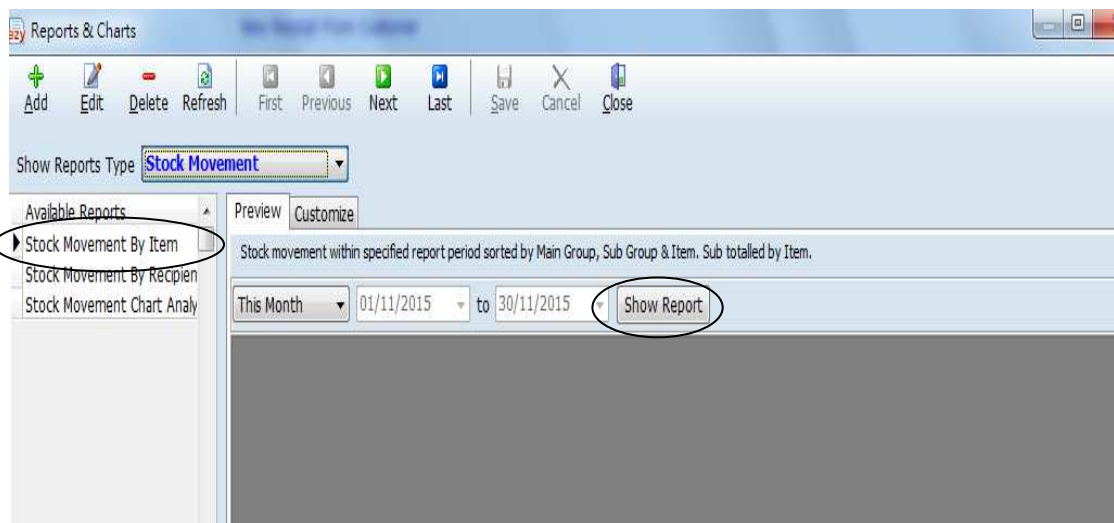 Reports & Charts
Add Edit Delete Refresh First Previous Next Last Save Cancel Close
Show Reports Type Stock Movement
Available Reports
Preview Customize
Stock Movement By Item
Stock movement within specified report period sorted by Main Group, Sub Group & Item. Sub totalled by Item.
Stock Movement By Recipien
Stock Movement Chart Analy
This Month 01/11/2015 to 30/11/2015 Show Report